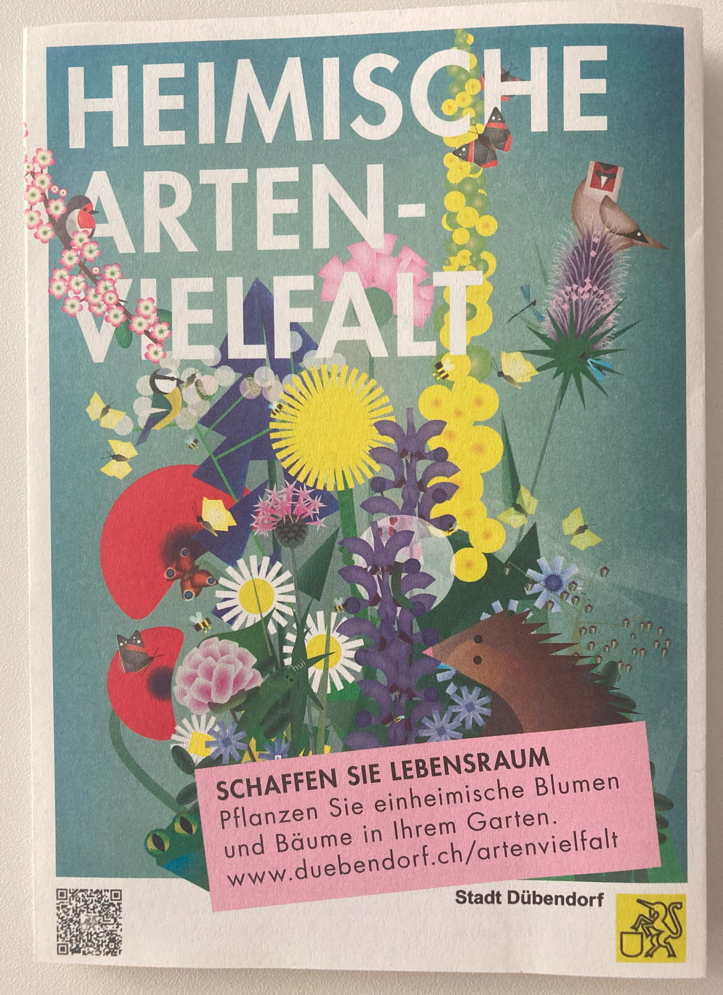 HEIMISCHE
ARTEN-
VIELFALT
hui
SCHAFFEN SIE LEBENSRAUM
Pflanzen Sie einheimische Blumen
und Bäume in Ihrem Garten.
www.duebendorf.ch/artenvielfalt
Stadt Dübendorf